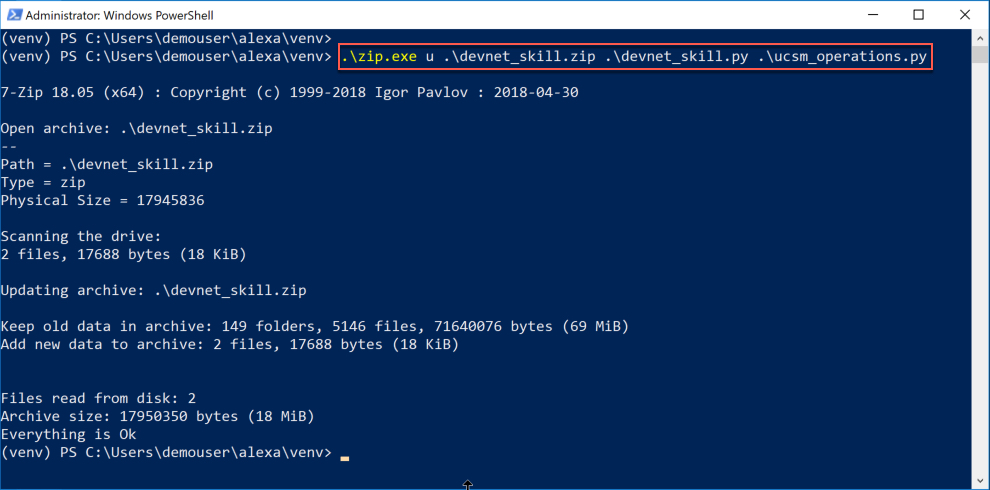 Administrator: Windows PowerShell
(venv) PS C:\Users\demouser\alexa\venv>
(venv) PS C:\Users\demouser\alexa\venv> .\zip.exe u .\devnet_skill.zip .\devnet_skill.py .\ucsm_operations.py
7-Zip 18.05 (x64) : Copyright (c) 1999-2018 Igor Pavlov : 2018-04-30
Open archive: .\devnet_skill.zip
--
Path = .\devnet_skill.zip
Type = zip
Physical Size = 17945836
Scanning the drive:
2 files, 17688 bytes (18 KiB)
Updating archive: .\devnet_skill.zip
Keep old data in archive: 149 folders, 5146 files, 71640076 bytes (69 MiB)
Add new data to archive: 2 files, 17688 bytes (18 KiB)
Files read from disk: 2
Archive size: 17950350 bytes (18 MiB)
Everything is Ok
(venv) PS C:\Users\demouser\alexa\venv>